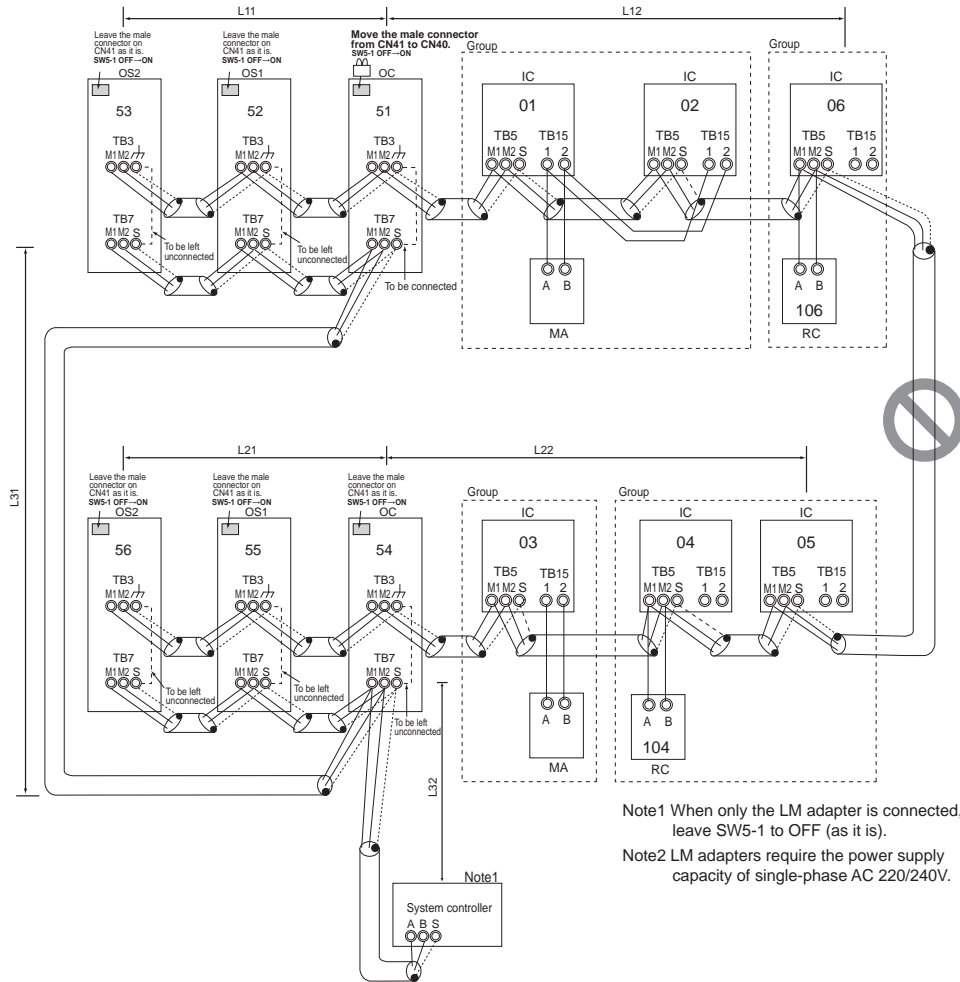 L11 L12
Leave the male
connector on
CN41 as it is.
SW5-1 OFF→ON
OS2
Leave the male
connector on
CN41 as it is.
SW5-1 OFF→ON
OS1
Move the male connector
from CN41 to CN40.
SW5-1 OFF→ON
OC
Group
Group
IC IC IC
53 52 51 01 02 06
TB3 TB3 TB3
M1 M2 M1 M2 M1 M2
TB5 TB15 TB5 TB15 TB5 TB15
M1 M2 S 1 2 M1 M2 S 1 2 M1 M2 S 1 2
TB7 TB7 TB7
M1 M2 S M1 M2 S M1 M2 S
To be left
unconnected
To be left
unconnected
To be connected
A B
MA
A B
106
RC
L31
L21 L22
Leave the male
connector on
CN41 as it is.
SW5-1 OFF→ON
OS2
Leave the male
connector on
CN41 as it is.
SW5-1 OFF→ON
OS1
Leave the male
connector on
CN41 as it is.
SW5-1 OFF→ON
OC
Group
Group
IC IC IC
56 55 54 03 04 05
TB3 TB3 TB3
M1 M2 M1 M2 M1 M2
TB5 TB15 TB5 TB15 TB5 TB15
M1 M2 S 1 2 M1 M2 S 1 2 M1 M2 S 1 2
TB7 TB7 TB7
M1 M2 S M1 M2 S M1 M2 S
To be left
unconnected
To be left
unconnected
To be left
unconnected
A B
MA
A B
104
RC
L32
Note1 When only the LM adapter is connected,
leave SW5-1 to OFF (as it is).
Note2 LM adapters require the power supply
capacity of single-phase AC 220/240V.
Note1
System controller
A B S